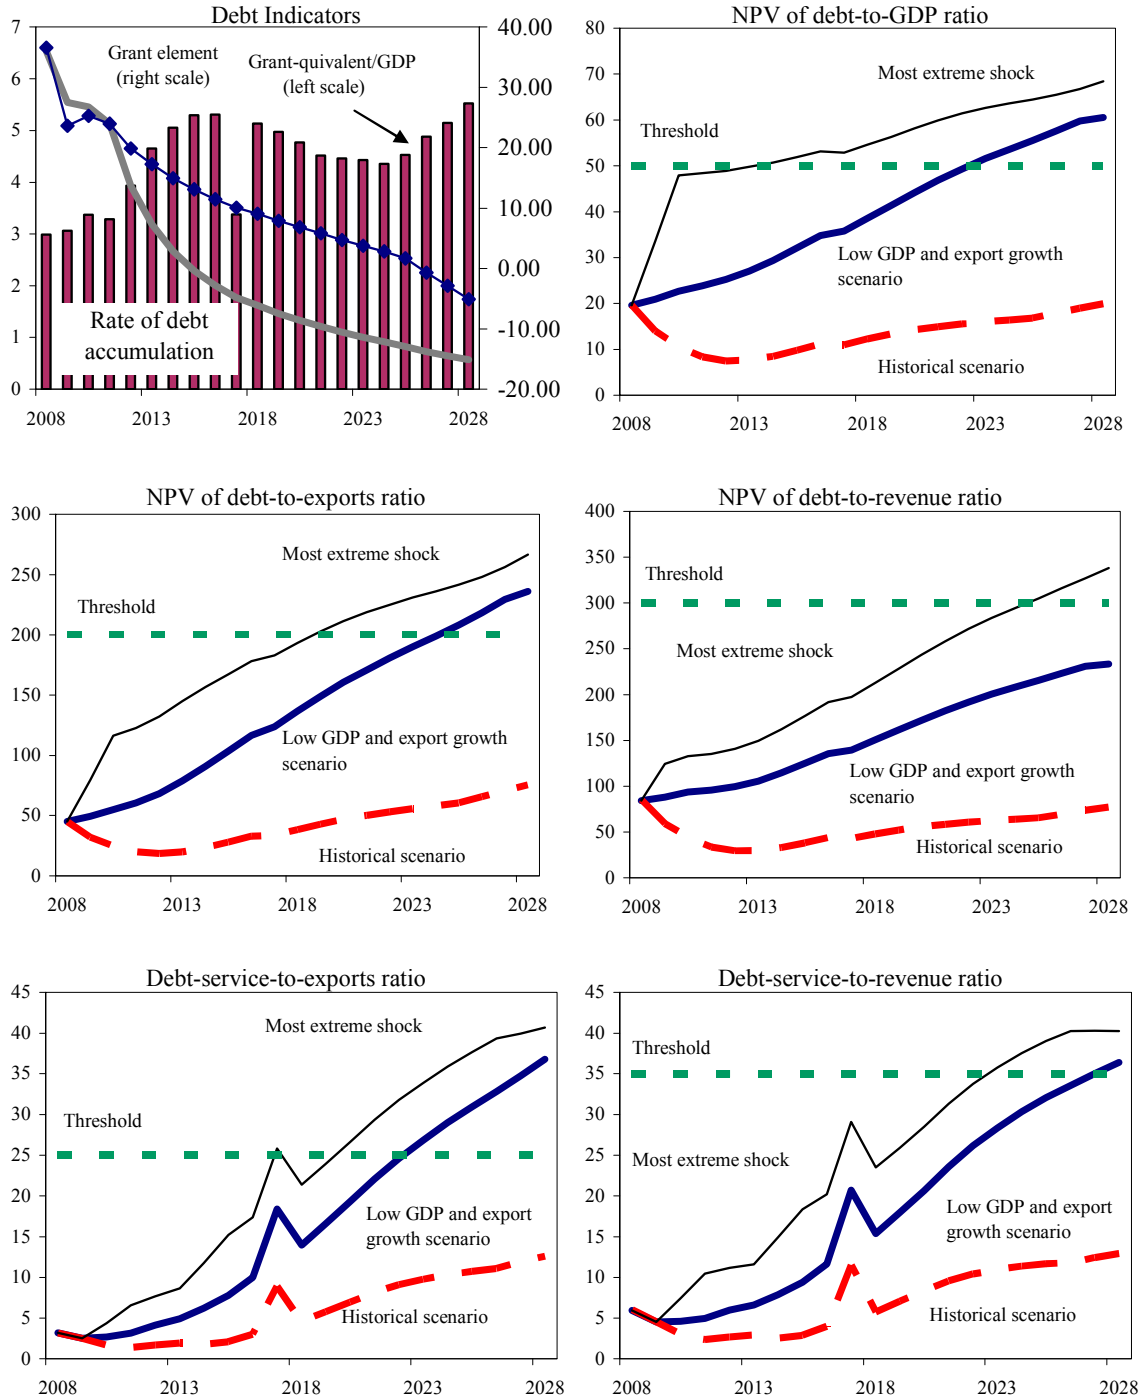 Debt Indicators
7
6
5
4
3
2
1
0
40.00
30.00
20.00
10.00
0.00
-10.00
-20.00
Grant element
(right scale)
Grant-quivalent/GDP
(left scale)
Rate of debt
accumulation
2008
2013
2018
2023
2028
NPV of debt-to-GDP ratio
80
70
60
50
40
30
20
10
0
Most extreme shock
Threshold
Low GDP and export growth
scenario
Historical scenario
2008
2013
2018
2023
2028
NPV of debt-to-exports ratio
300
250
200
150
100
50
0
Most extreme shock
Threshold
Low GDP and export growth
scenario
Historical scenario
2008
2013
2018
2023
2028
NPV of debt-to-revenue ratio
400
350
300
250
200
150
100
50
0
Threshold
Most extreme shock
Low GDP and export growth
scenario
Historical scenario
2008
2013
2018
2023
2028
Debt-service-to-exports ratio
45
40
35
30
25
20
15
10
5
0
Most extreme shock
Threshold
Low GDP and export
growth scenario
Historical scenario
2008
2013
2018
2023
2028
Debt-service-to-revenue ratio
45
40
35
30
25
20
15
10
5
0
Threshold
Most extreme shock
Low GDP and export
growth scenario
Historical scenario
2008
2013
2018
2023
2028